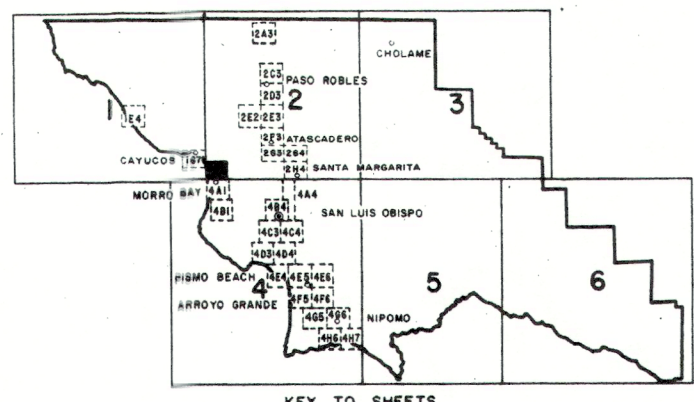 2A3
CHOLAME
2C3
PASO ROBLES
2D3
2
3
1
1E4
2E2 2E3
2F3
ATASCADERO
2G3 2G4
CAYUCOS
1G7
2H4
SANTA MARGARITA
MORRO BAY
4A1
4A4
4B1
4B4
SAN LUIS OBISPO
4C3 4C4
4D3 4D4
PISMO BEACH
4E4 4E5 4E6
4
5
6
ARROYO GRANDE
4F5 4F6
4G5 4G6
NIPOMO
4H6 4H7
KEY TO SHEETS